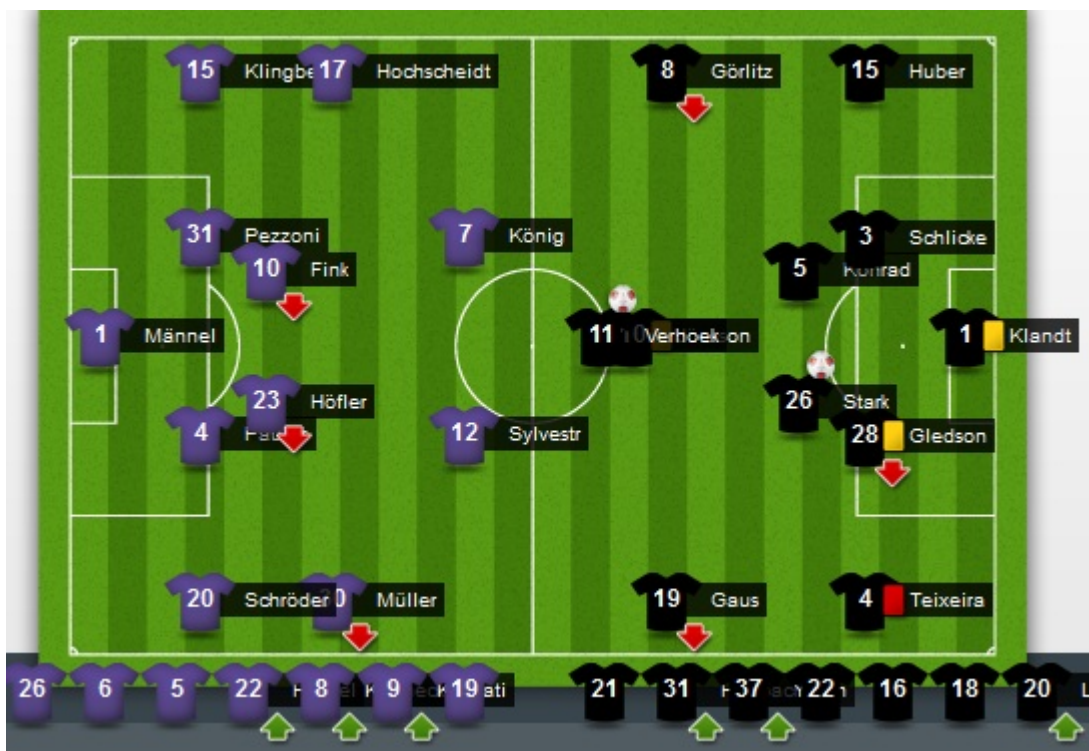 15 Klingbe 17 Hochscheidt 8 Görlitz 15 Huber
31 Pezzoni 7 König 3 Schlicke
10 Fink 5 Konrad
1 Männel 11 Verhoek son 1 Klandt
23 Höfler 26 Stark
4 12 Sylvestr 28 Gledson
20 Schröder 30 Müller 19 Gaus 4 Teixeira
26 6 5 22 8 9 19 21 31 37 22 16 18 20